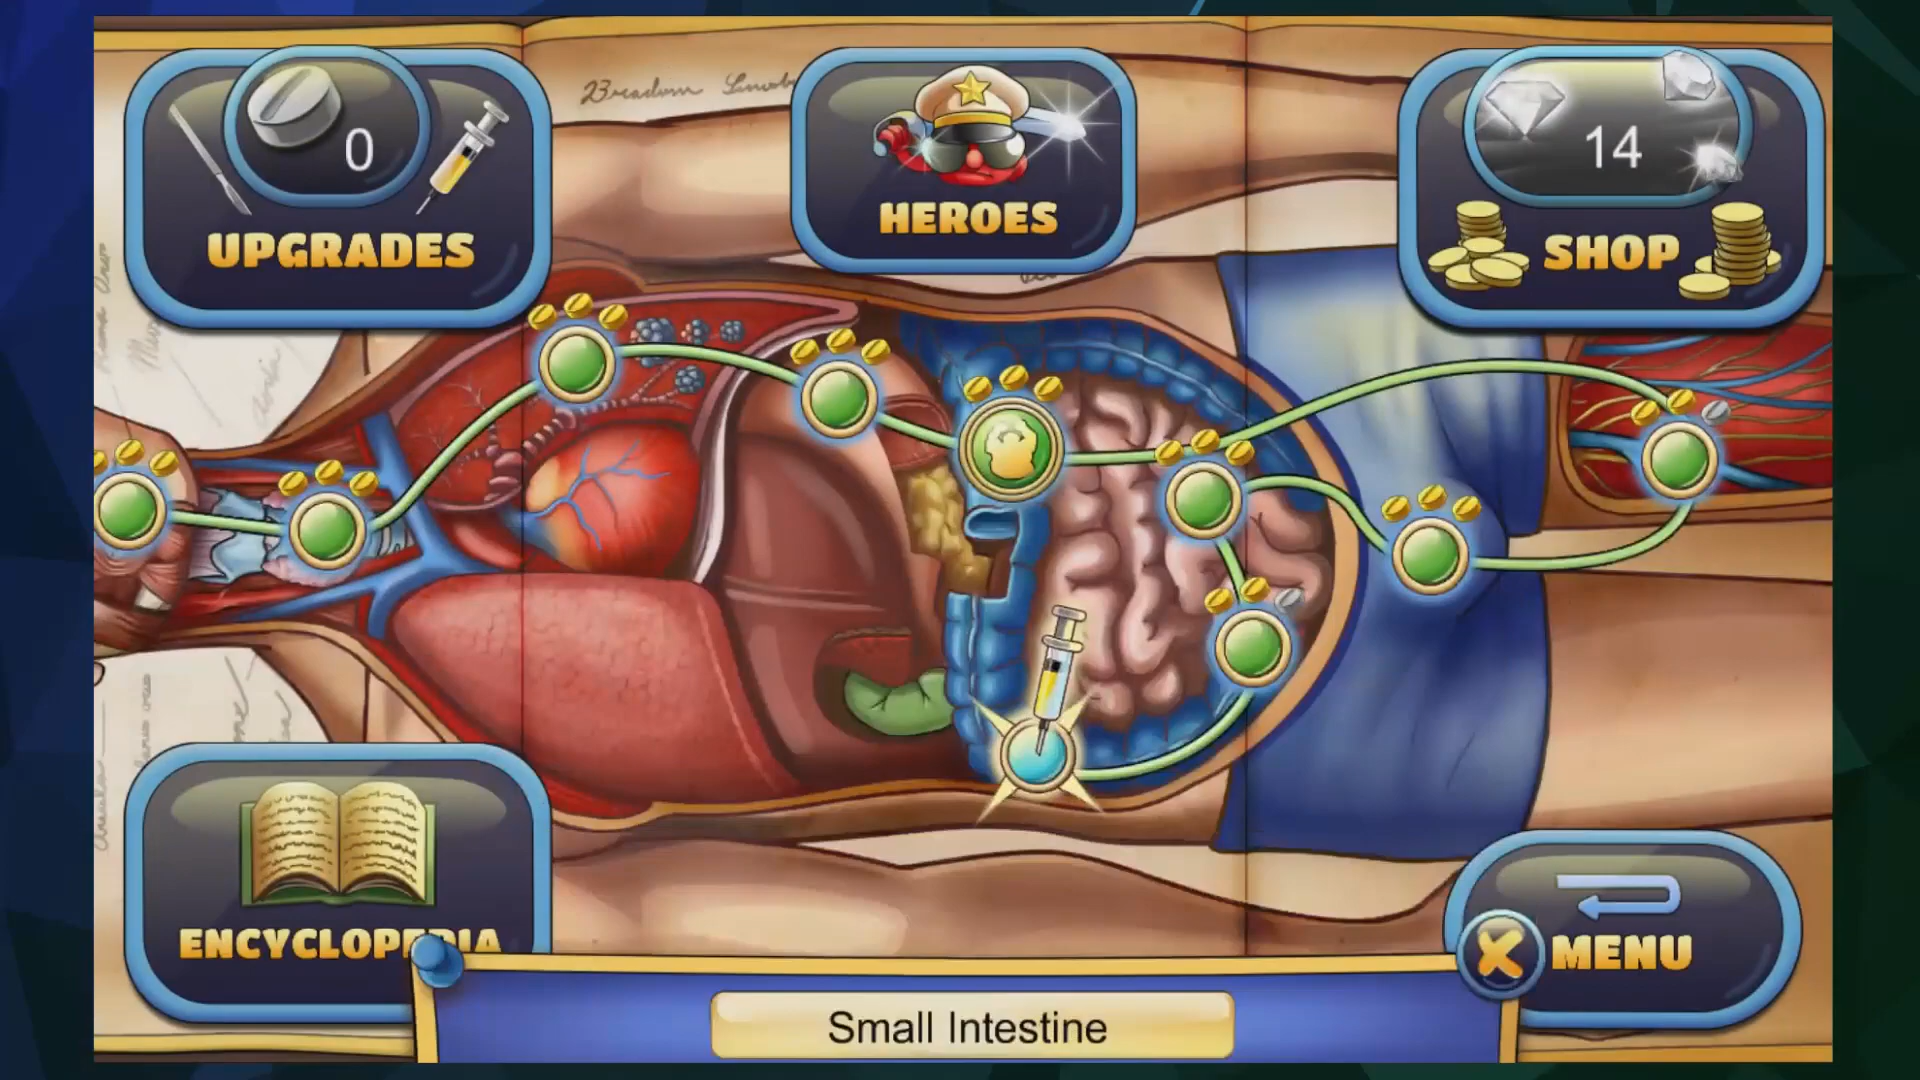 0
UPGRADES
HEROES
14
SHOP
ENCYCLOPEDIA
MENU
Small Intestine